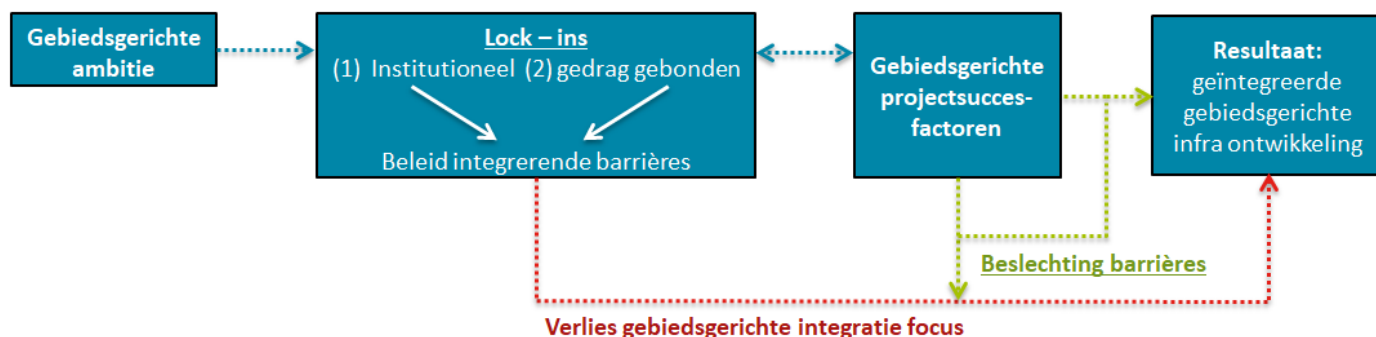 Gebiedsgerichte
ambitie
Lock – ins
(1) Institutioneel (2) gedrag gebonden
Beleid integrerende barrières
Gebiedsgerichte
projectsucces-
factoren
Resultaat:
geïntegreerde
gebiedsgerichte
infra ontwikkeling
Beslechting barrières
Verlies gebiedsgerichte integratie focus